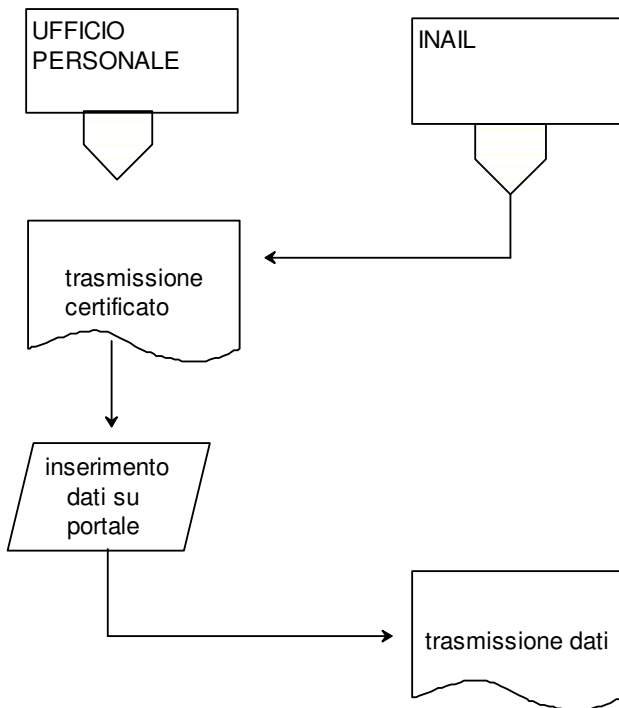 UFFICIO
PERSONALE
INAIL
trasmissione
certificato
inserimento
dati su
portale
trasmissione dati